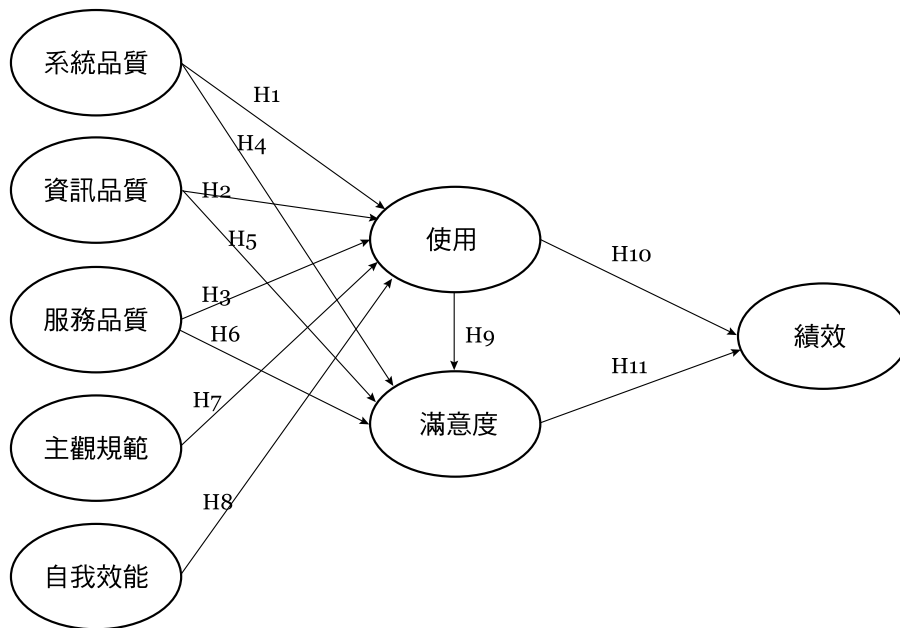 系統品質
H1
H4
資訊品質
H2
使用
H5
H10
服務品質
H3
H6
H9
績效
H11
H7
滿意度
主觀規範
H8
自我效能